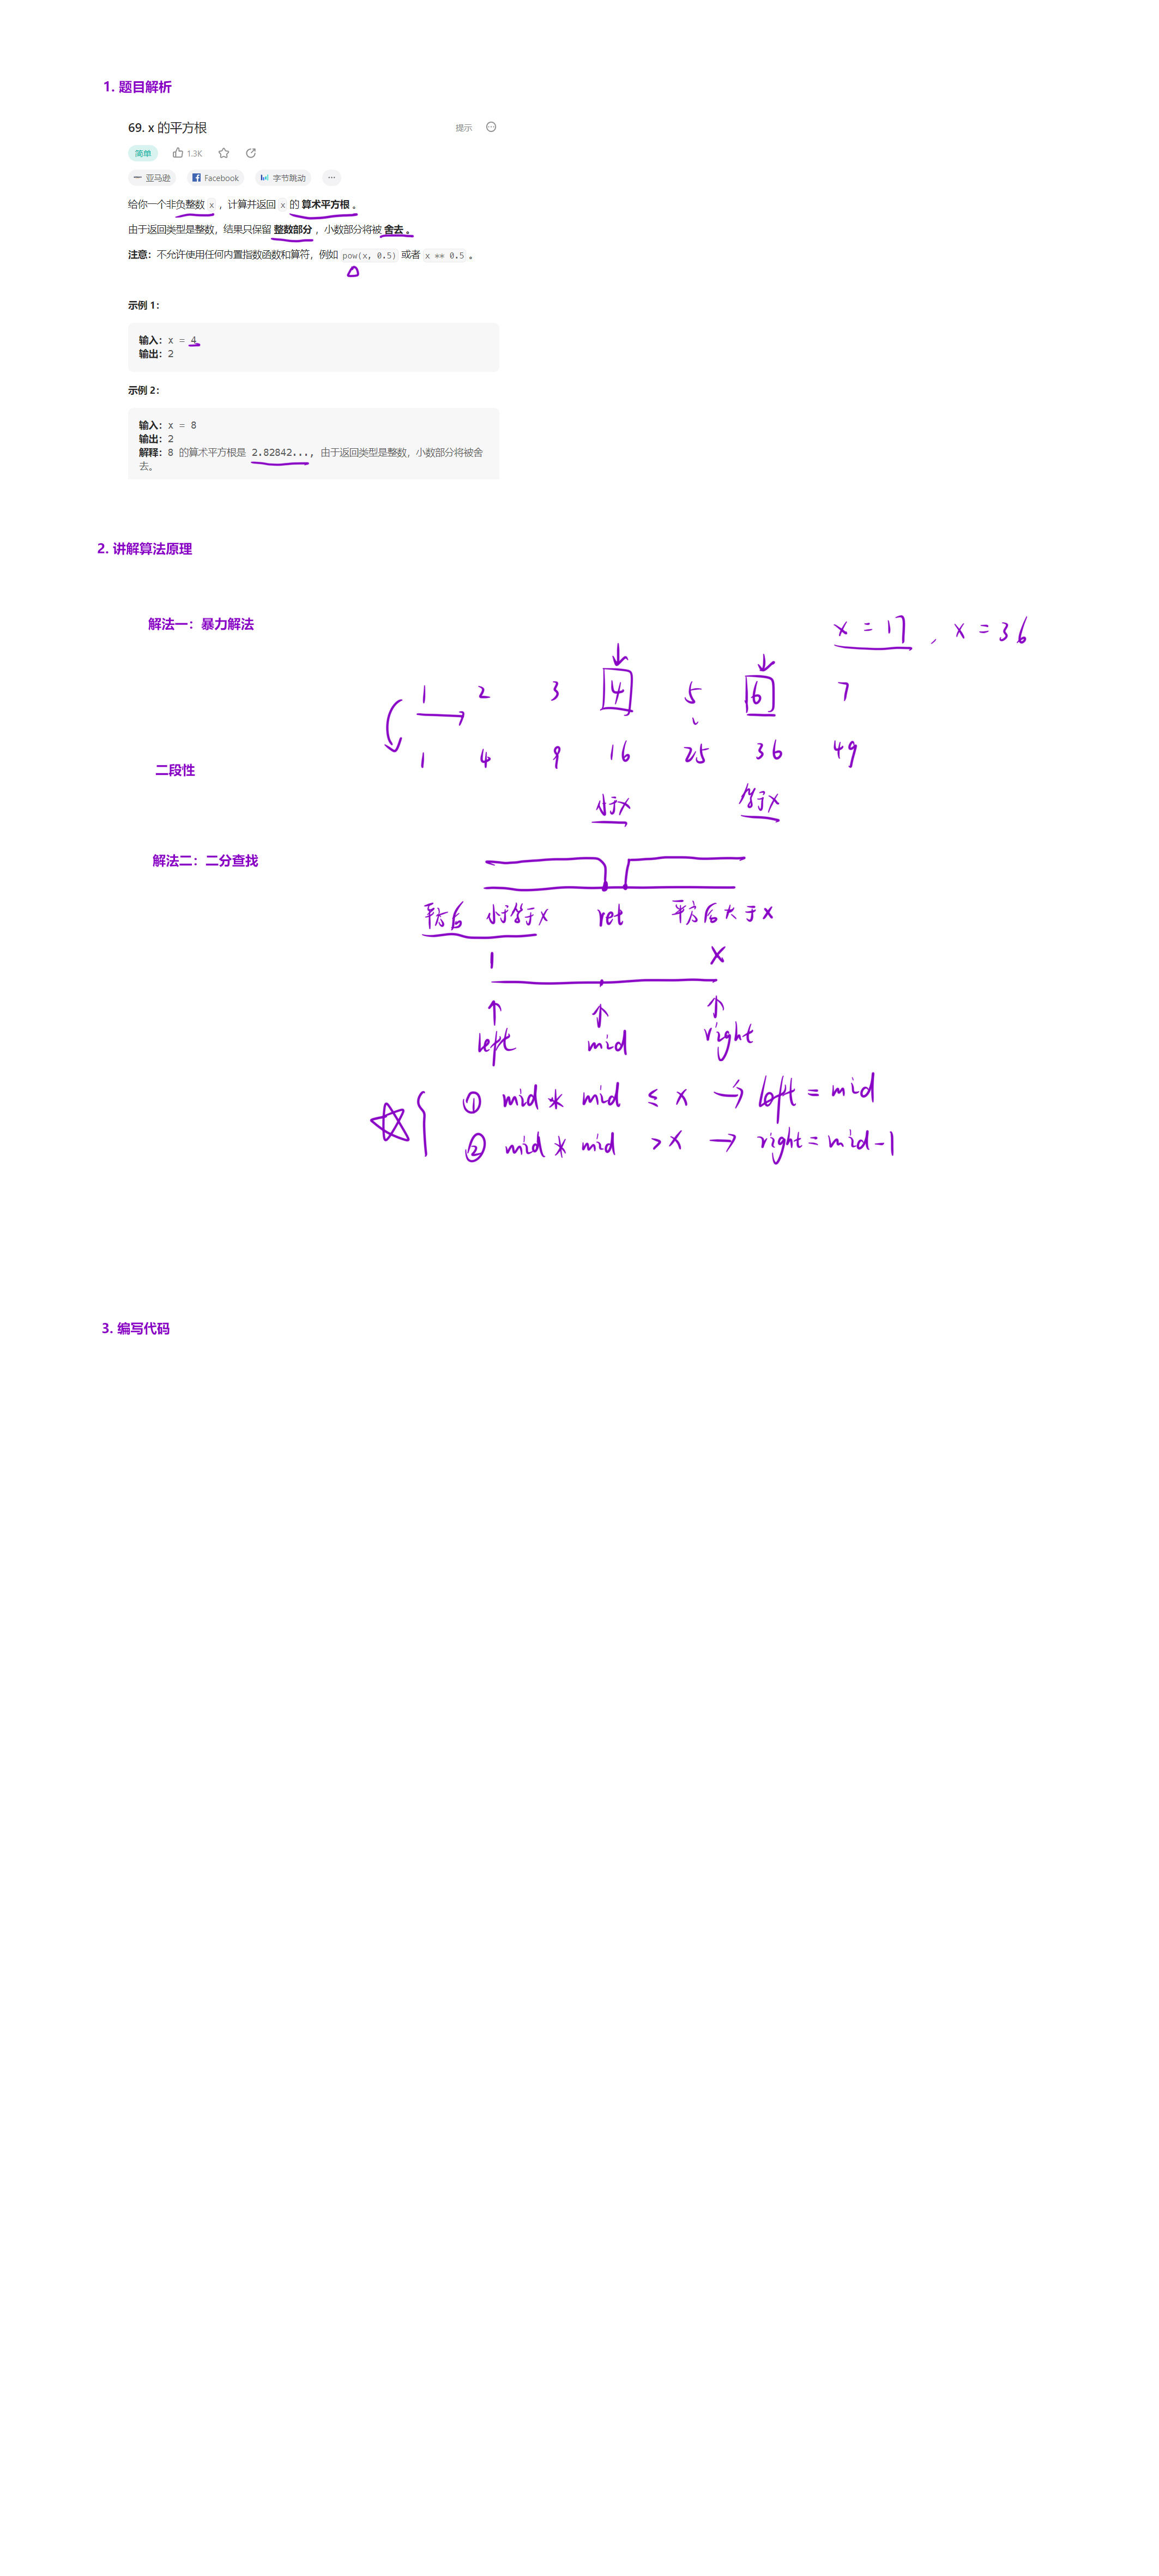 1. 题目解析
69. x 的平方根 提示
简单 1.3K
亚马逊 Facebook 字节跳动 ...
给你一个非负整数 x ，计算并返回 x 的 算术平方根 。
由于返回类型是整数，结果只保留 整数部分 ，小数部分将被 舍去 。
注意：不允许使用任何内置指数函数和算符，例如 pow(x, 0.5) 或者 x ** 0.5 。
示例 1：
输入：x = 4
输出：2
示例 2：
输入：x = 8
输出：2
解释：8 的算术平方根是 2.82842..., 由于返回类型是整数，小数部分将被舍
去。
2. 讲解算法原理
解法一：暴力解法
x = 17 , x = 36
1 2 3 4 5 6 7
1 4 9 16 25 36 49
二段性
小于x 等于x
解法二：二分查找
平方后 小于等于x ret 平方后大于x
1 x
left mid right
① mid * mid ≤ x → left = mid
② mid * mid > x → right = mid - 1
3. 编写代码